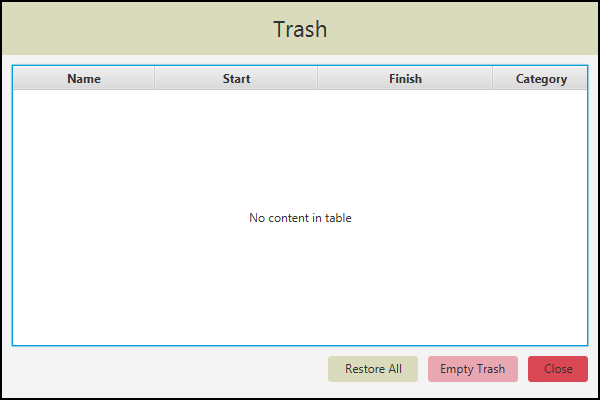 Trash
Name Start Finish Category
No content in table
Restore All Empty Trash Close